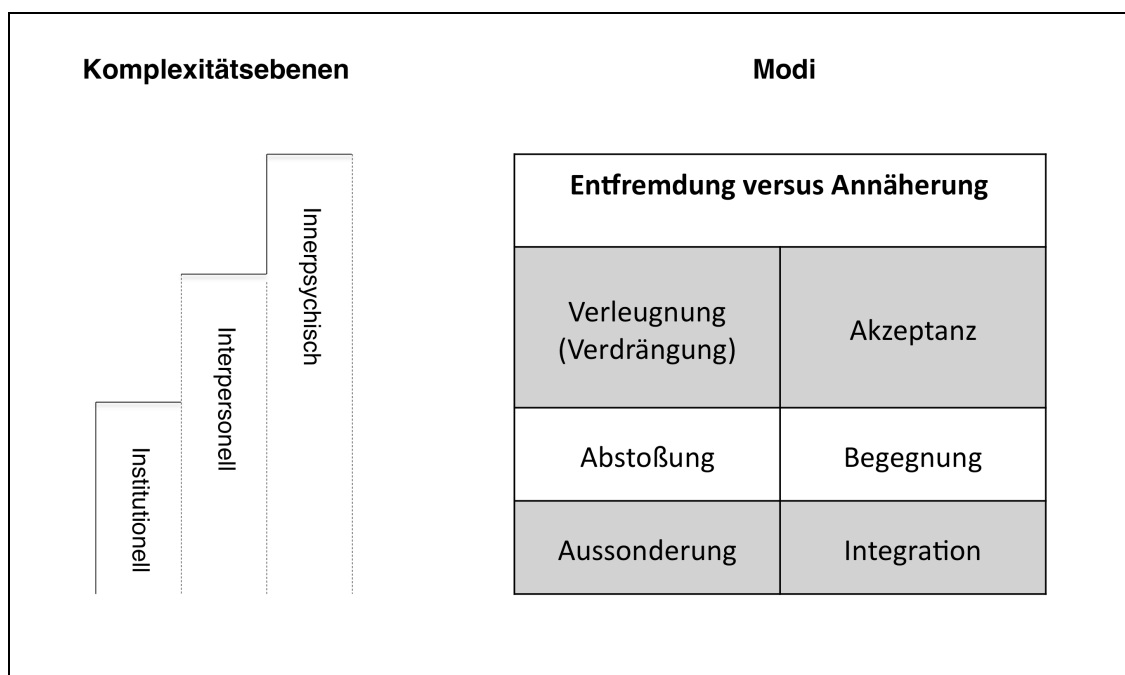 Komplexitätsebenen
Modi
Institutionell
Interpersonell
Innerpsychisch
Entfremdung versus Annäherung
Verleugnung
(Verdrängung)
Akzeptanz
Abstoßung
Begegnung
Aussonderung
Integration